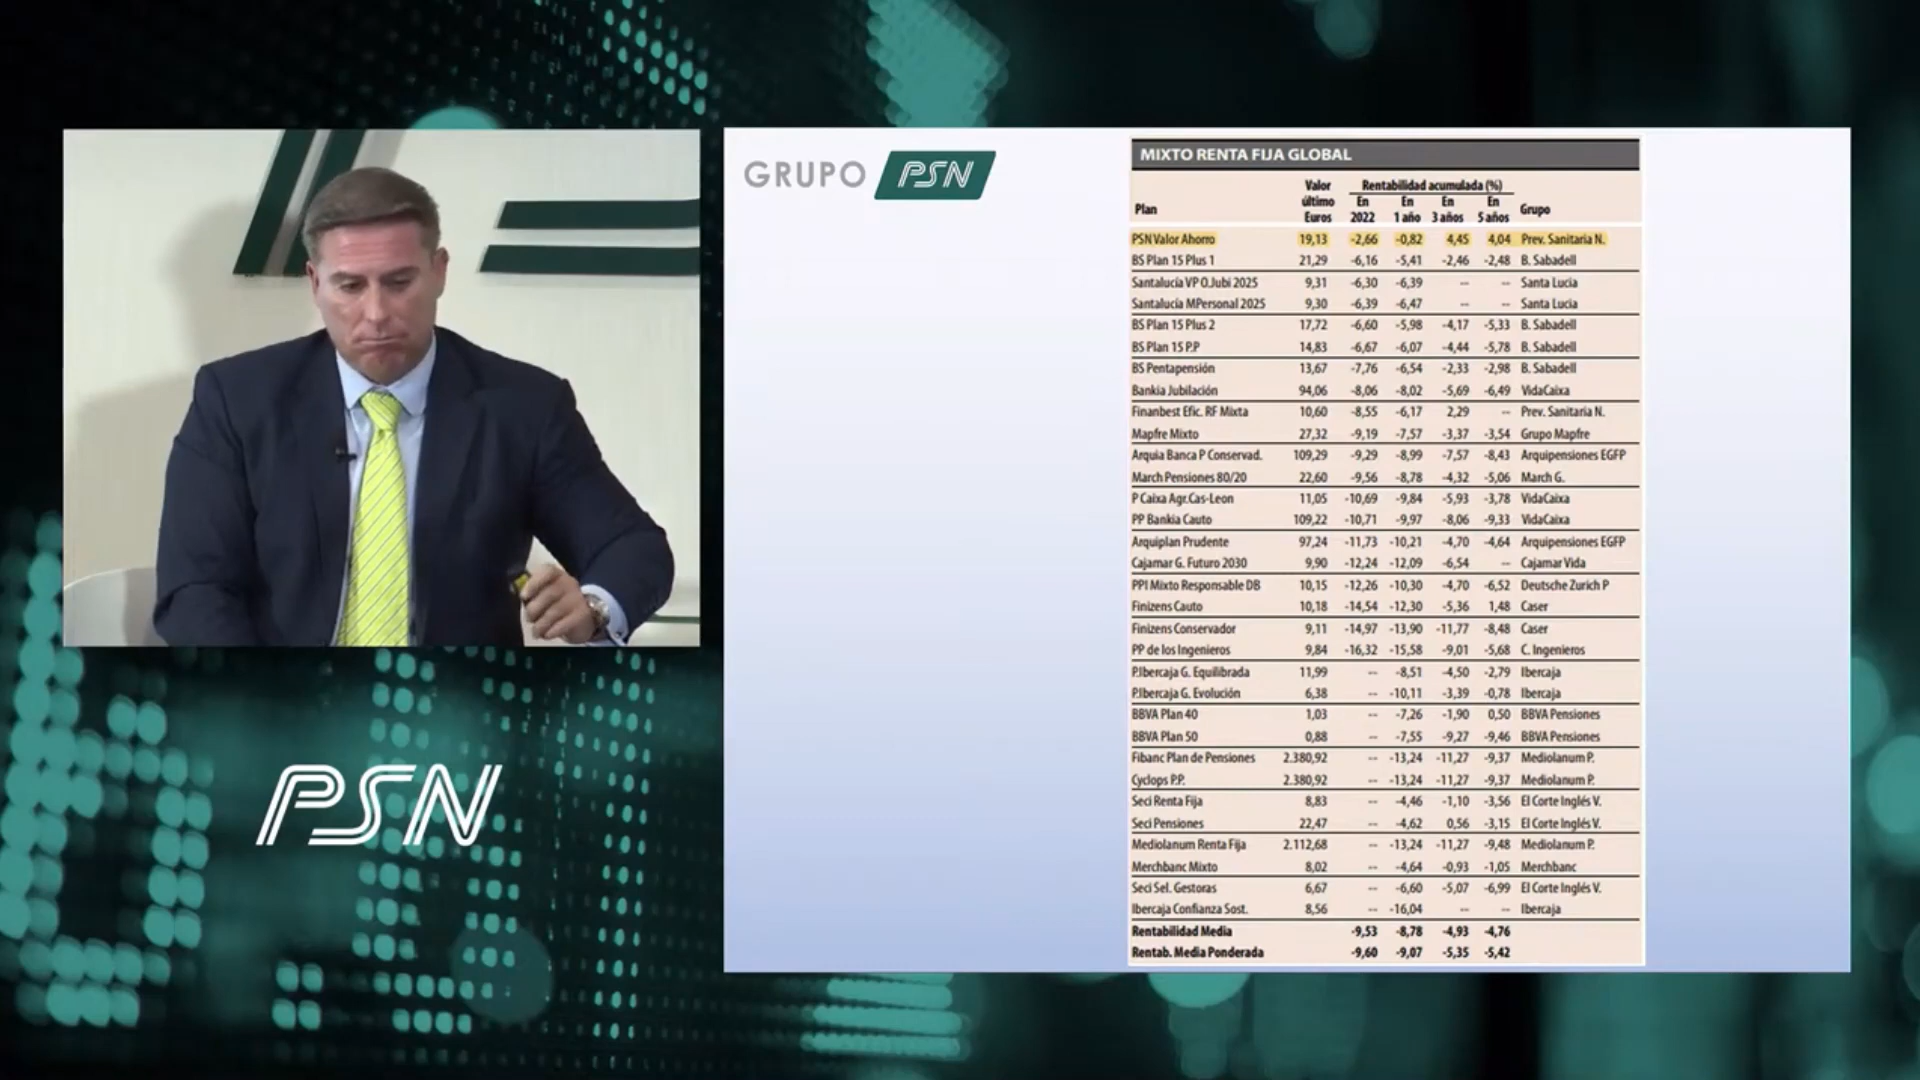 GRUPO PSN
PSN
MIXTO RENTA FIJA GLOBAL
Plan Valor último Euros Rentabilidad acumulada (%) En 2022 En 1 año En 3 años En 5 años Grupo
PSN Valor Ahorro 19,13 -2,66 -0,82 4,45 4,04 Prev. Sanitaria N.
BS Plan 15 Plus 1 21,29 -6,16 -5,41 -2,46 -2,48 B. Sabadell
Santalucía VP O.Jubi 2025 9,31 -6,30 -6,39 -- -- Santa Lucia
Santalucía MPersonal 2025 9,30 -6,39 -6,47 -- -- Santa Lucia
BS Plan 15 Plus 2 17,72 -6,60 -5,98 -4,17 -5,33 B. Sabadell
BS Plan 15 P.P 14,83 -6,67 -6,07 -4,44 -5,78 B. Sabadell
BS Pentapensión 13,67 -7,76 -6,54 -2,33 -2,98 B. Sabadell
Bankia Jubilación 94,06 -8,06 -8,02 -5,69 -6,49 VidaCaixa
Finanbest Efic. RF Mixta 10,60 -8,55 -6,17 2,29 -- Prev. Sanitaria N.
Mapfre Mixto 27,32 -9,19 -7,57 -3,37 -3,54 Grupo Mapfre
Arquia Banca P Conservad. 109,29 -9,29 -8,99 -7,57 -8,43 Arquipensiones EGFP
March Pensiones 80/20 22,60 -9,56 -8,78 -4,32 -5,06 March G.
P Caixa Agr.Cas-Leon 11,05 -10,69 -9,84 -5,93 -3,78 VidaCaixa
PP Bankia Cauto 109,22 -10,71 -9,97 -8,06 -9,33 VidaCaixa
Arquiplan Prudente 97,24 -11,73 -10,21 -4,70 -4,64 Arquipensiones EGFP
Cajamar G. Futuro 2030 9,90 -12,24 -12,09 -6,54 -- Cajamar Vida
PPI Mixto Responsable DB 10,15 -12,26 -10,30 -4,70 -6,52 Deutsche Zurich P
Finizens Cauto 10,18 -14,54 -12,30 -5,36 1,48 Caser
Finizens Conservador 9,11 -14,97 -13,90 -11,77 -8,48 Caser
PP de los Ingenieros 9,84 -16,32 -15,58 -9,01 -5,68 C. Ingenieros
P.Ibercaja G. Equilibrada 11,99 -- -8,51 -4,50 -2,79 Ibercaja
P.Ibercaja G. Evolución 6,38 -- -10,11 -3,39 -0,78 Ibercaja
BBVA Plan 40 1,03 -- -7,26 -1,90 0,50 BBVA Pensiones
BBVA Plan 50 0,88 -- -7,55 -9,27 -9,46 BBVA Pensiones
Fibanc Plan de Pensiones 2.380,92 -- -13,24 -11,27 -9,37 Mediolanum P.
Cyclops P.P. 2.380,92 -- -13,24 -11,27 -9,37 Mediolanum P.
Seci Renta Fija 8,83 -- -4,46 -1,10 -3,56 El Corte Inglés V.
Seci Pensiones 22,47 -- -4,62 0,56 -3,15 El Corte Inglés V.
Mediolanum Renta Fija 2.112,68 -- -13,24 -11,27 -9,48 Mediolanum P.
Merchbanc Mixto 8,02 -- -4,64 -0,93 -1,05 Merchbanc
Seci Sel. Gestoras 6,67 -- -6,60 -5,07 -6,99 El Corte Inglés V.
Ibercaja Confianza Sost. 8,56 -- -16,04 -- -- Ibercaja
Rentabilidad Media -9,53 -8,78 -4,93 -4,76
Rentab. Media Ponderada -9,60 -9,07 -5,35 -5,42